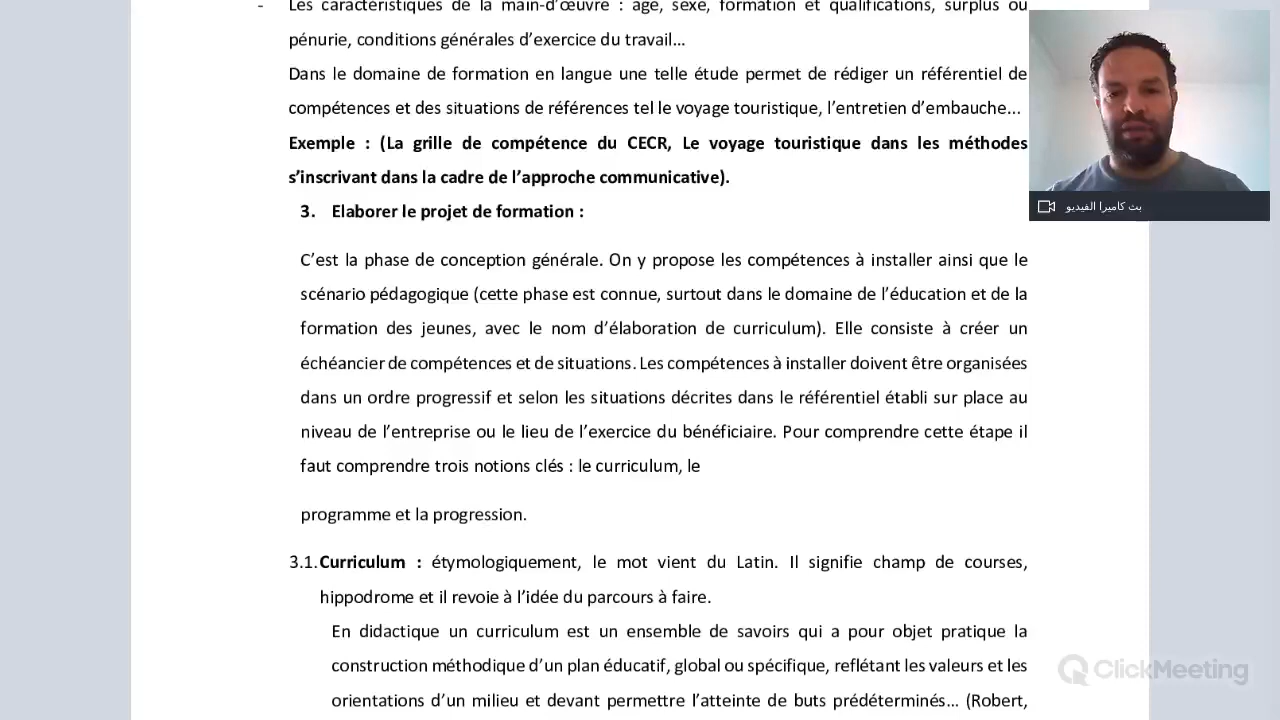 - Les caractéristiques de la main-d’œuvre : âge, sexe, formation et qualifications, surplus ou
pénurie, conditions générales d’exercice du travail…
Dans le domaine de formation en langue une telle étude permet de rédiger un référentiel de
compétences et des situations de références tel le voyage touristique, l’entretien d’embauche...
Exemple : (La grille de compétence du CECR, Le voyage touristique dans les méthodes
s’inscrivant dans la cadre de l’approche communicative).
3. Elaborer le projet de formation :
C’est la phase de conception générale. On y propose les compétences à installer ainsi que le
scénario pédagogique (cette phase est connue, surtout dans le domaine de l’éducation et de la
formation des jeunes, avec le nom d’élaboration de curriculum). Elle consiste à créer un
échéancier de compétences et de situations. Les compétences à installer doivent être organisées
dans un ordre progressif et selon les situations décrites dans le référentiel établi sur place au
niveau de l’entreprise ou le lieu de l’exercice du bénéficiaire. Pour comprendre cette étape il
faut comprendre trois notions clés : le curriculum, le
programme et la progression.
3.1. Curriculum : étymologiquement, le mot vient du Latin. Il signifie champ de courses,
hippodrome et il revoie à l’idée du parcours à faire.
En didactique un curriculum est un ensemble de savoirs qui a pour objet pratique la
construction méthodique d’un plan éducatif, global ou spécifique, reflétant les valeurs et les
orientations d’un milieu et devant permettre l’atteinte de buts prédéterminés… (Robert,
بث كاميرا الفيديو
ClickMeeting